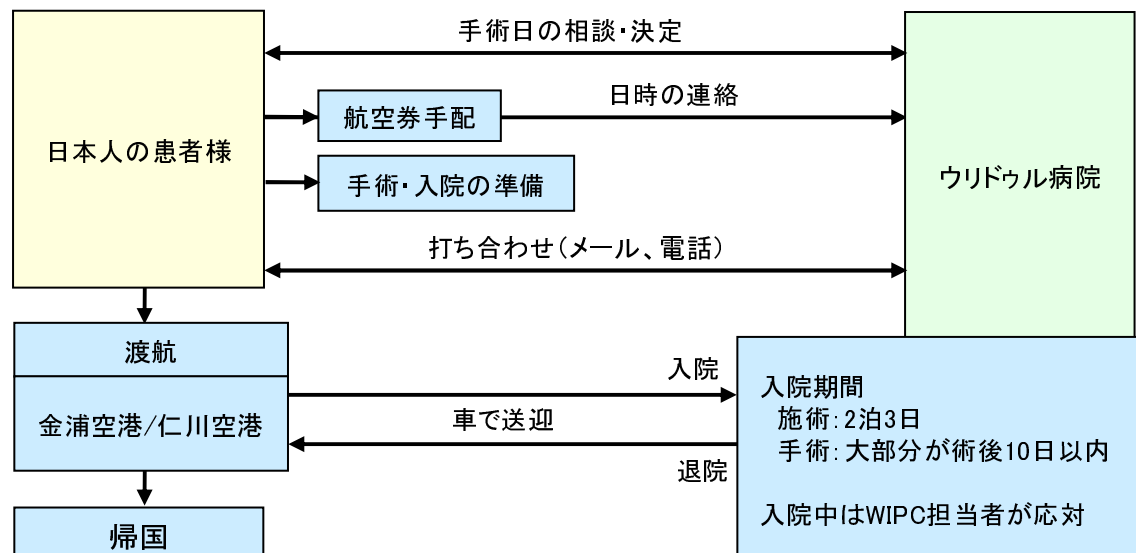 手術日の相談・決定
日時の連絡
航空券手配
日本人の患者様
手術・入院の準備
ウリドゥル病院
打ち合わせ(メール、電話)
渡航
入院
金浦空港/仁川空港
車で送迎
退院
入院期間
施術:2泊3日
手術:大部分が術後10日以内
入院中はWIPC担当者が応対
帰国